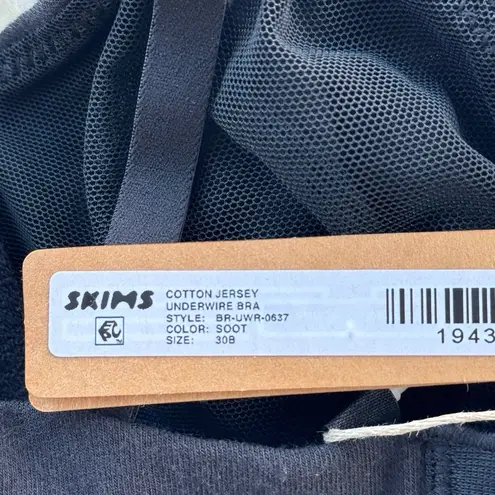 SKIMS
COTTON JERSEY
UNDERWIRE BRA
STYLE: BR-UWR-0637
COLOR: SOOT
SIZE: 30B
1943